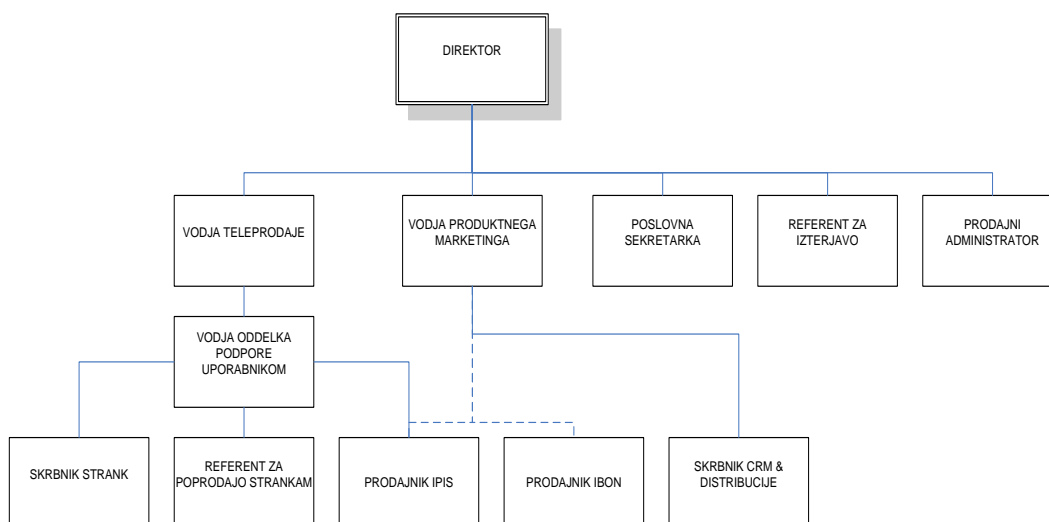 DIREKTOR
VODJA TELEPRODAJE
VODJA PRODUKTNEGA
MARKETINGA
POSLOVNA
SEKRETARKA
REFERENT ZA
IZTERJAVO
PRODAJNI
ADMINISTRATOR
VODJA ODDELKA
PODPORE
UPORABNIKOM
SKRBNIK STRANK
REFERENT ZA
POPRODAJO STRANKAM
PRODAJNIK IPIS
PRODAJNIK IBON
SKRBNIK CRM &
DISTRIBUCIJE